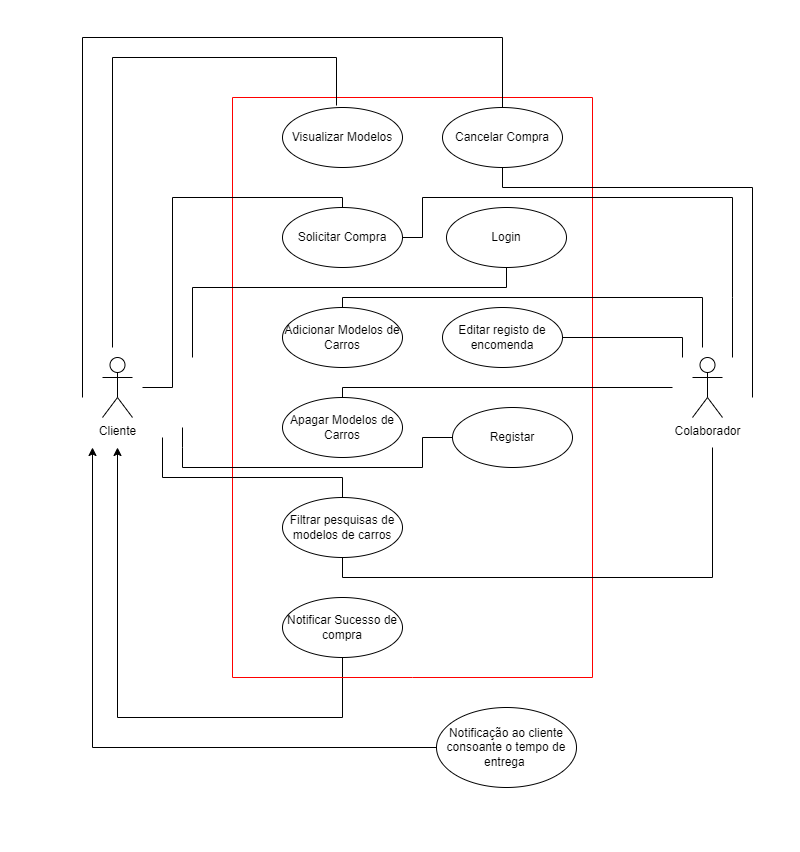 Visualizar Modelos
Cancelar Compra
Solicitar Compra
Login
Adicionar Modelos de
Carros
Editar registo de
encomenda
Cliente
Colaborador
Apagar Modelos de
Carros
Registar
Filtrar pesquisas de
modelos de carros
Notificar Sucesso de
compra
Notificação ao cliente
consoante o tempo de
entrega